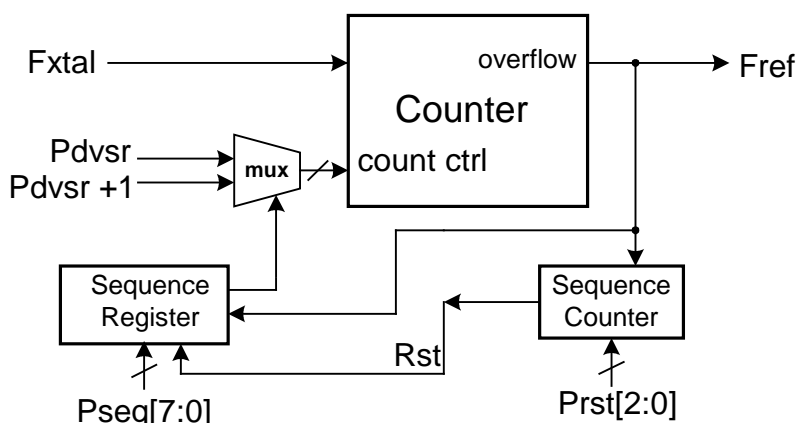 Fxtal
overflow
Fref
Counter
Pdvsr
Pdvsr +1
mux
count ctrl
Sequence
Register
Sequence
Counter
Rst
Pseq[7:0]
Prst[2:0]